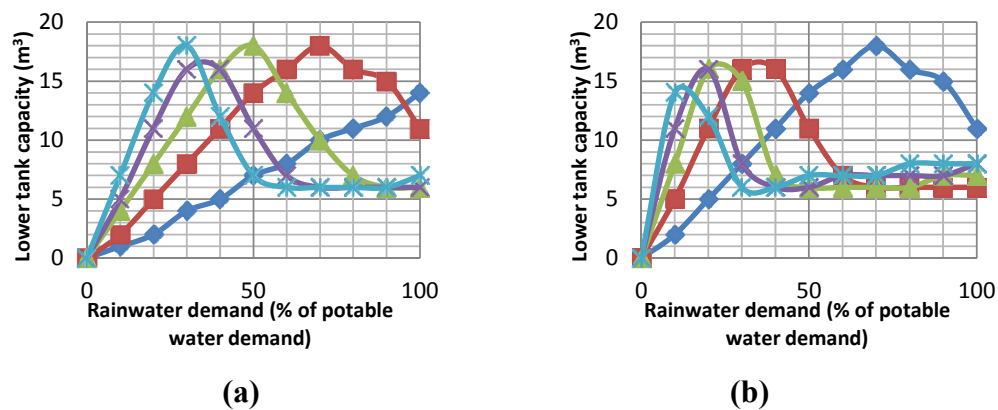 Lower tank capacity (m³)
20
15
10
5
0
0
50
100
Rainwater demand (% of potable
water demand)
(a)
Lower tank capacity (m³)
20
15
10
5
0
0
50
100
Rainwater demand (% of potable
water demand)
(b)